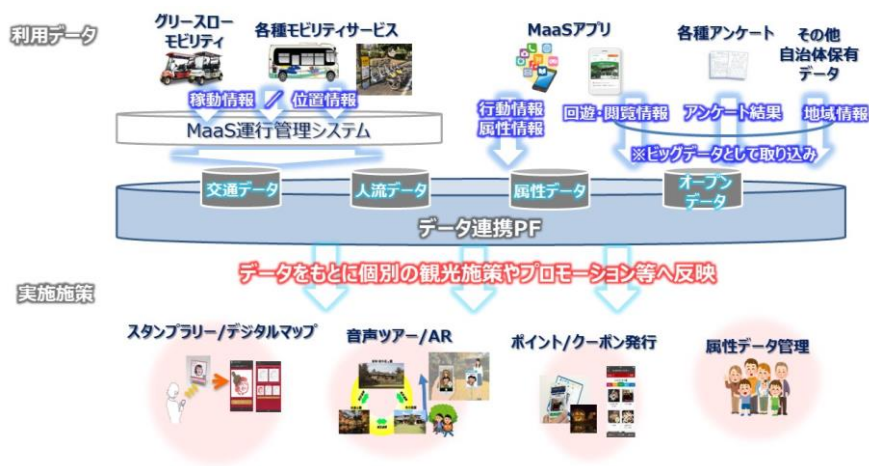 利用データ
グリースロー
モビリティ
各種モビリティサービス
MaaSアプリ
各種アンケート
その他
自治体保有
データ
稼動情報 / 位置情報
行動情報
属性情報
回遊・閲覧情報
アンケート結果
地域情報
MaaS運行管理システム
※ビッグデータとして取り込み
交通データ
人流データ
属性データ
オープン
データ
データ連携PF
データをもとに個別の観光施策やプロモーション等へ反映
実施施策
スタンプラリー/デジタルマップ
音声ツアー/AR
ポイント/クーポン発行
属性データ管理